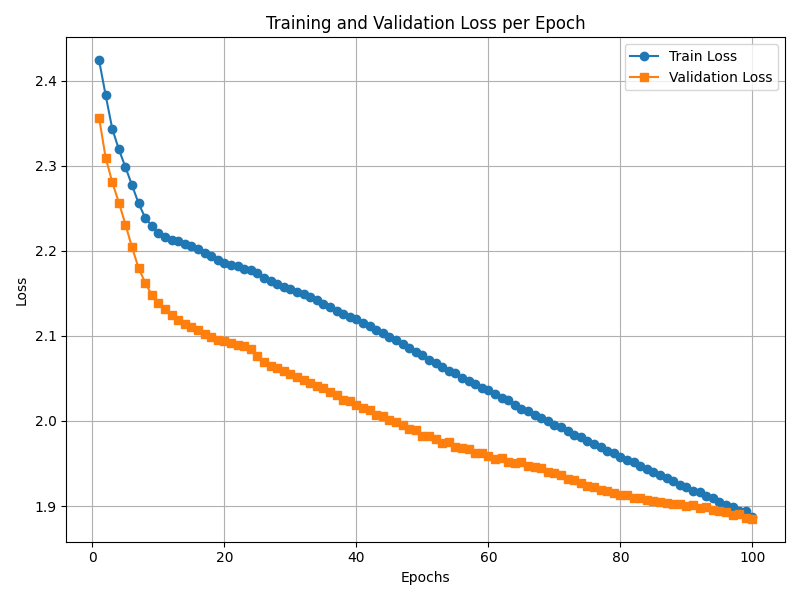 Training and Validation Loss per Epoch
Train Loss
Validation Loss
2.4
2.3
2.2
2.1
2.0
1.9
Loss
0 20 40 60 80 100
Epochs